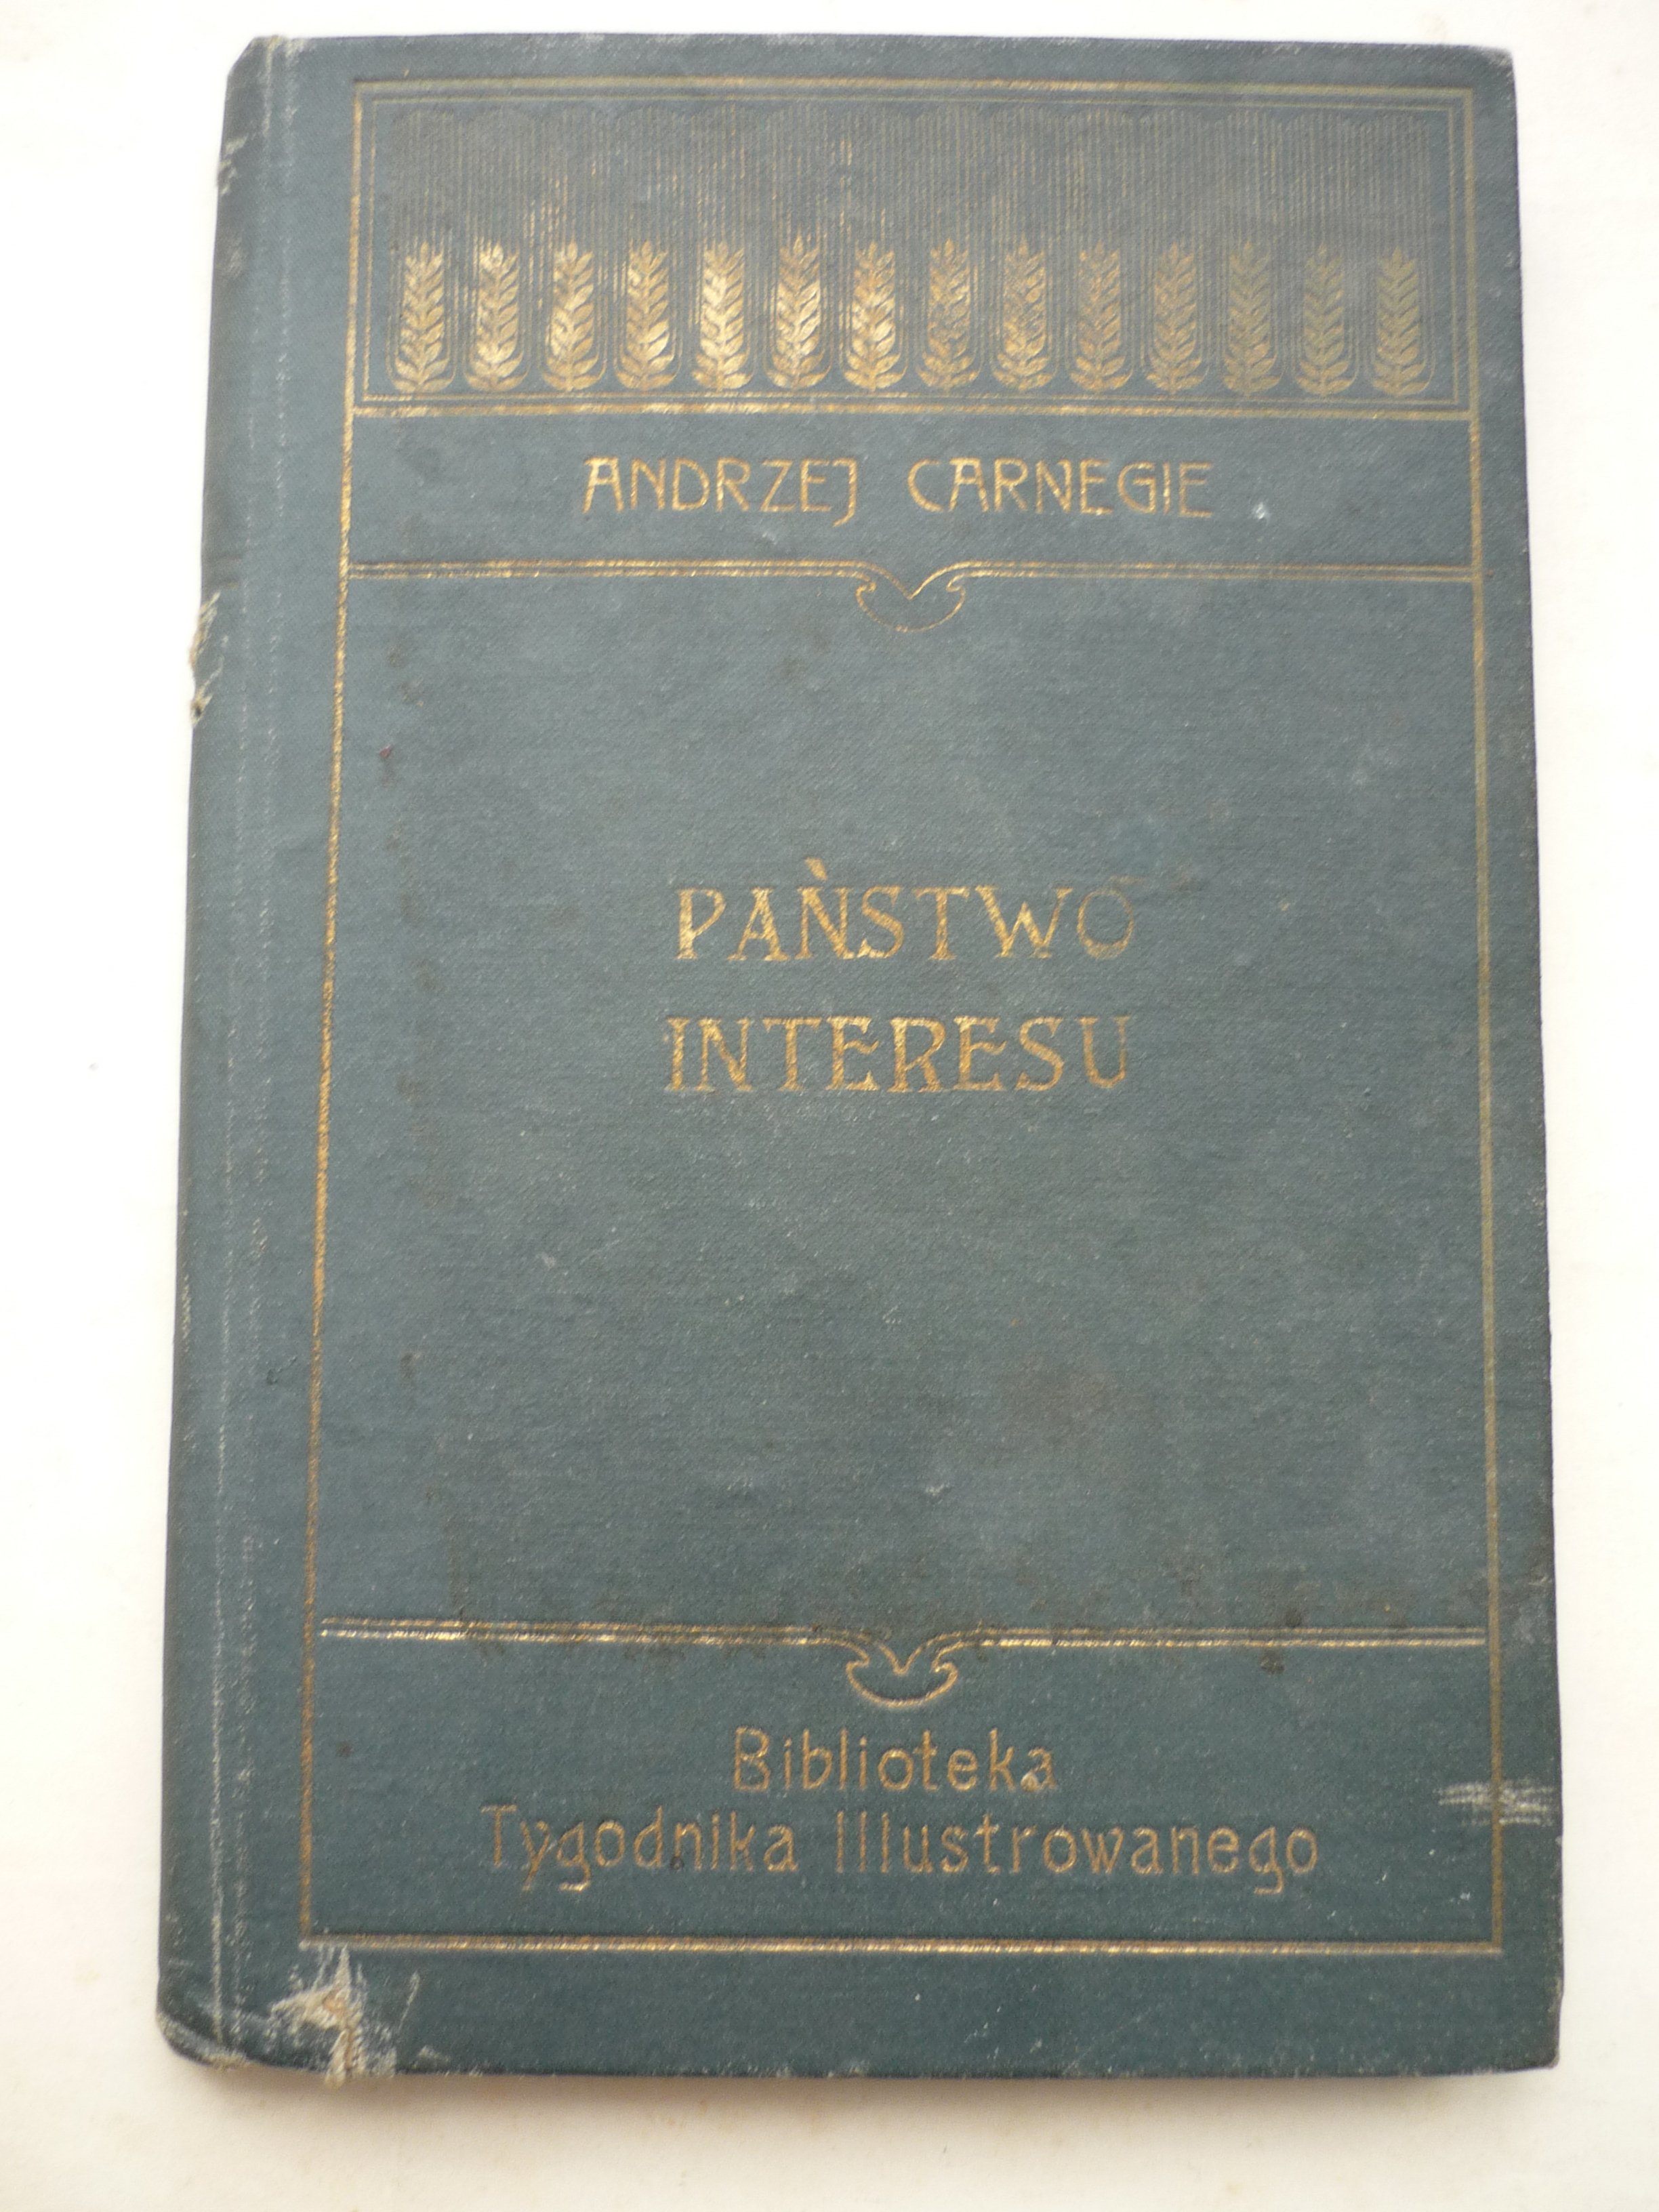 ANDRZEJ CARNEGIE
PAŃSTWO
INTERESU
Biblioteka
Tygodnika Illustrowanego